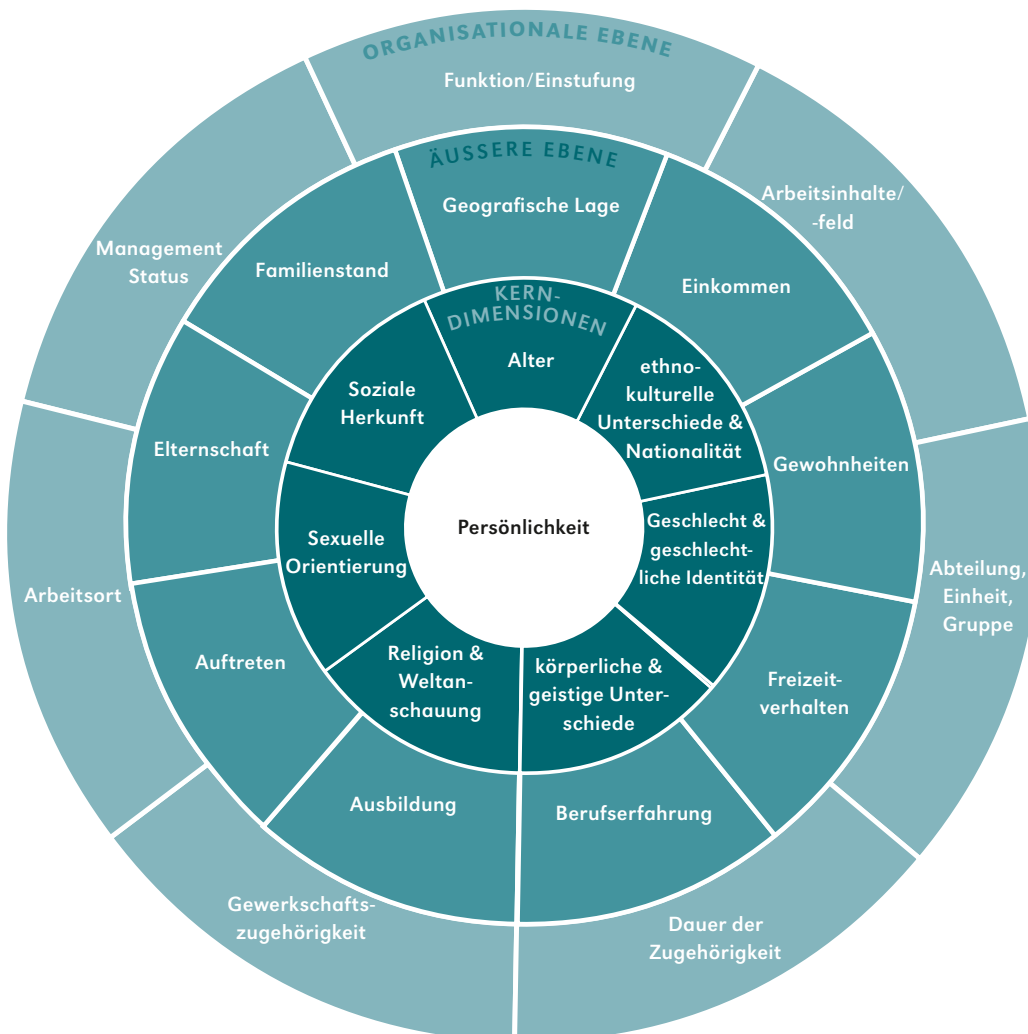 ORGANISATIONALE EBENE
Funktion/Einstufung
Arbeitsinhalte/
-feld
Abteilung,
Einheit,
Gruppe
Dauer der
Zugehörigkeit
Gewerkschafts-
zugehörigkeit
Arbeitsort
Management
Status
ÄUSSERE EBENE
Geografische Lage
Einkommen
Gewohnheiten
Freizeit-
verhalten
Berufserfahrung
Ausbildung
Auftreten
Elternschaft
Familienstand
KERN-
DIMENSIONEN
Alter
ethno-
kulturelle
Unterschiede &
Nationalität
Geschlecht &
geschlecht-
liche Identität
körperliche &
geistige Unter-
schiede
Religion &
Weltan-
schauung
Sexuelle
Orientierung
Soziale
Herkunft
Persönlichkeit